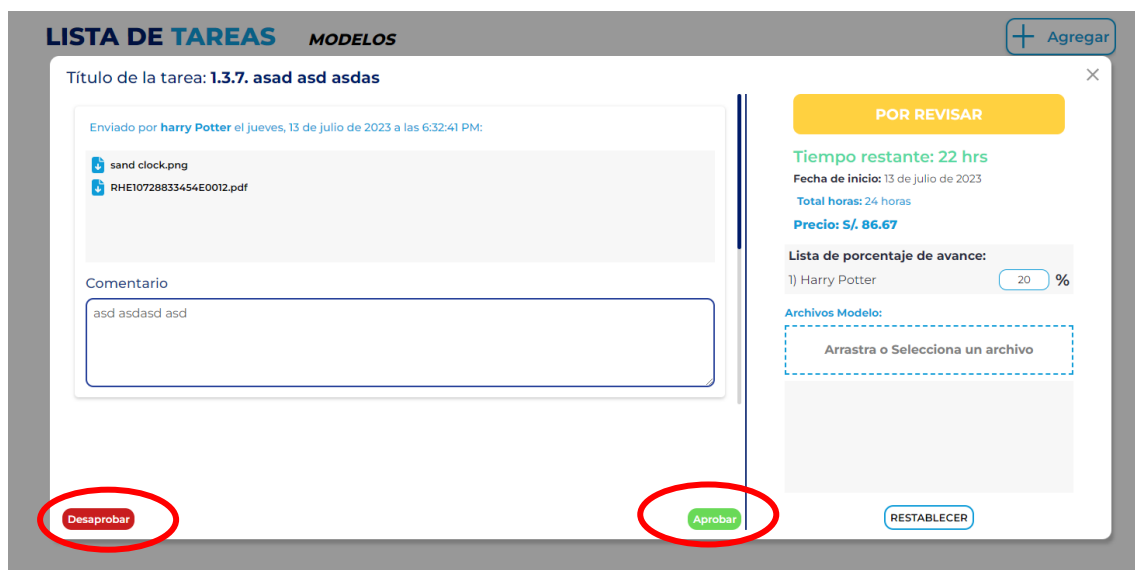 LISTA DE TAREAS MODELOS
Agregar
Título de la tarea: 1.3.7. asad asd asdas
Enviado por harry Potter el jueves, 13 de julio de 2023 a las 6:32:41 PM:
sand clock.png
RHE10728833454E0012.pdf
Comentario
asd asdasd asd
Desaprobar
Aprobar
POR REVISAR
Tiempo restante: 22 hrs
Fecha de inicio: 13 de julio de 2023
Total horas: 24 horas
Precio: S/. 86.67
Lista de porcentaje de avance:
1) Harry Potter 20 %
Archivos Modelo:
Arrastra o Selecciona un archivo
RESTABLECER